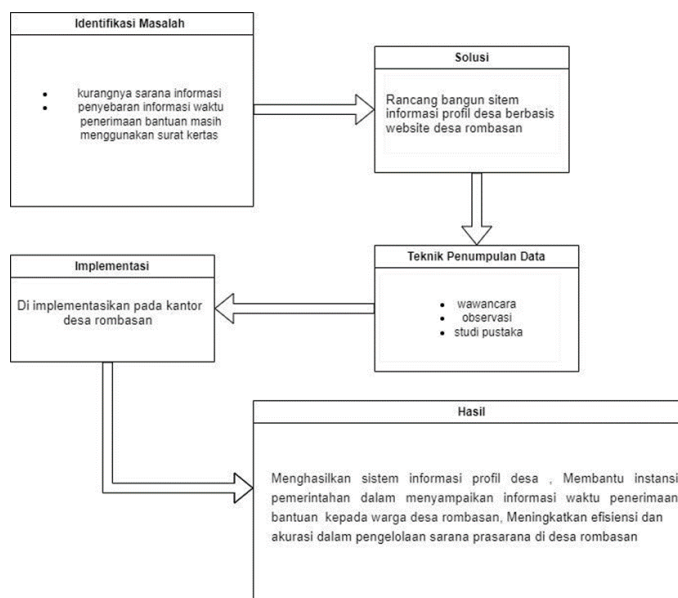 Identifikasi Masalah
kurangnya sarana informasi
penyebaran informasi waktu
penerimaan bantuan masih
menggunakan surat kertas
Solusi
Rancang bangun sitem
informasi profil desa berbasis
website desa rombasan
Teknik Penumpulan Data
wawancara
observasi
studi pustaka
Implementasi
Di implementasikan pada kantor
desa rombasan
Hasil
Menghasilkan sistem informasi profil desa , Membantu instansi
pemerintahan dalam menyampaikan informasi waktu penerimaan
bantuan kepada warga desa rombasan, Meningkatkan efisiensi dan
akurasi dalam pengelolaan sarana prasarana di desa rombasan